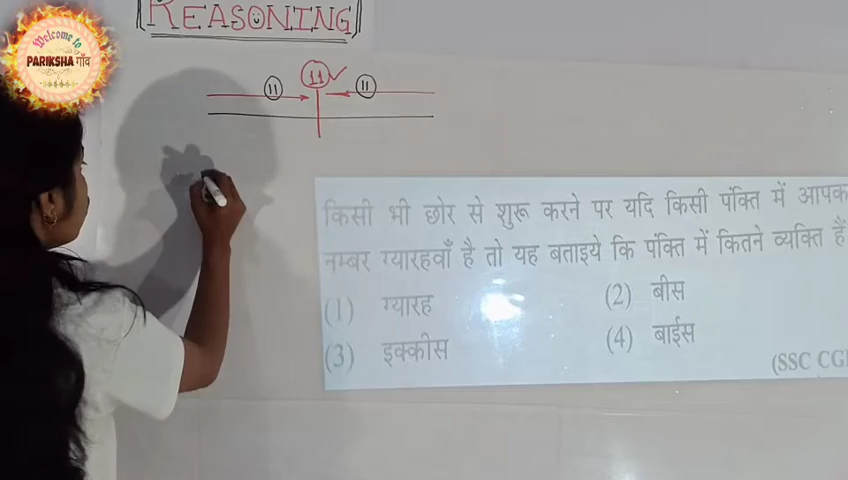 REASONING
Welcome to
PARIKSHA गाँव
11
11
11
किसी भी छोर से शुरू करने पर यदि किसी पंक्ति में आपक
नम्बर ग्यारहवाँ है तो यह बताइये कि पंक्ति में कितने व्यक्ति हैं
(1) ग्यारह (2) बीस
(3) इक्कीस (4) बाईस
(SSC CGL